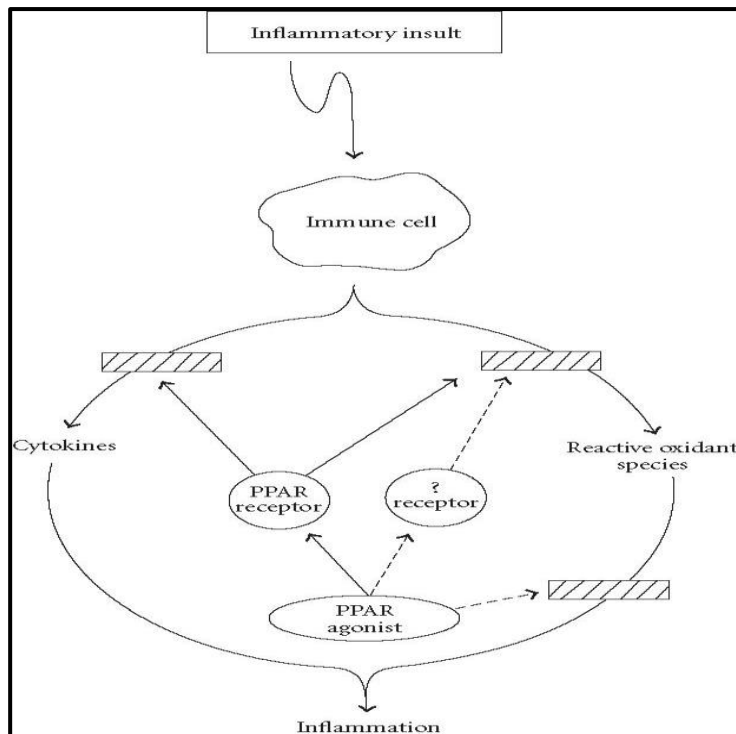 Inflammatory insult
Immune cell
Cytokines
Reactive oxidant
species
PPAR
receptor
?
receptor
PPAR
agonist
Inflammation